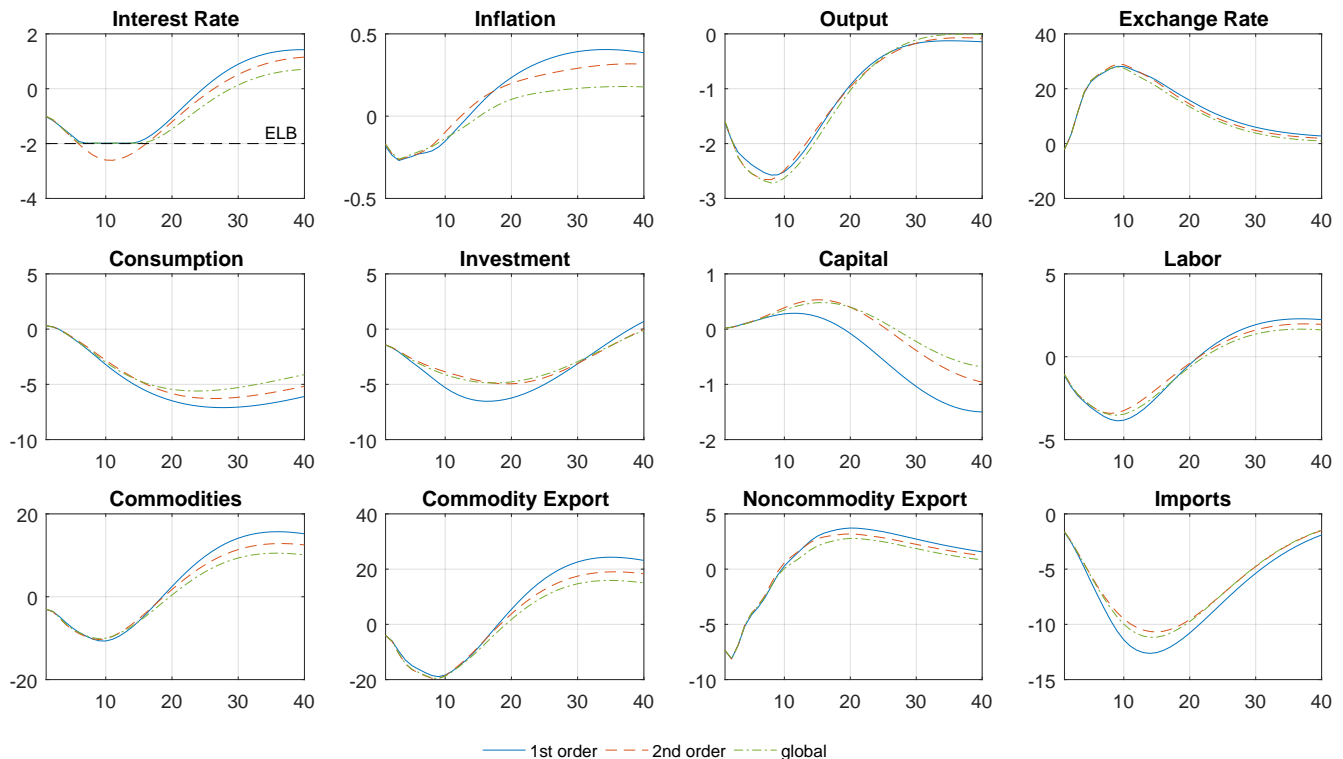 Interest Rate Inflation Output Exchange Rate
2 0.5 0 40
0 -1 20
0
-2 ELB -2 0
-4 -0.5 -3 -20
10 20 30 40 10 20 30 40 10 20 30 40 10 20 30 40
Consumption Investment Capital Labor
5 5 1 5
0 0 0
0
-5 -5 -1
-10 -10 -2 -5
10 20 30 40 10 20 30 40 10 20 30 40 10 20 30 40
Commodities Commodity Export Noncommodity Export Imports
20 40 5 0
20 0 -5
0
0 -5 -10
-20 -20 -10 -15
10 20 30 40 10 20 30 40 10 20 30 40 10 20 30 40
1st order 2nd order global